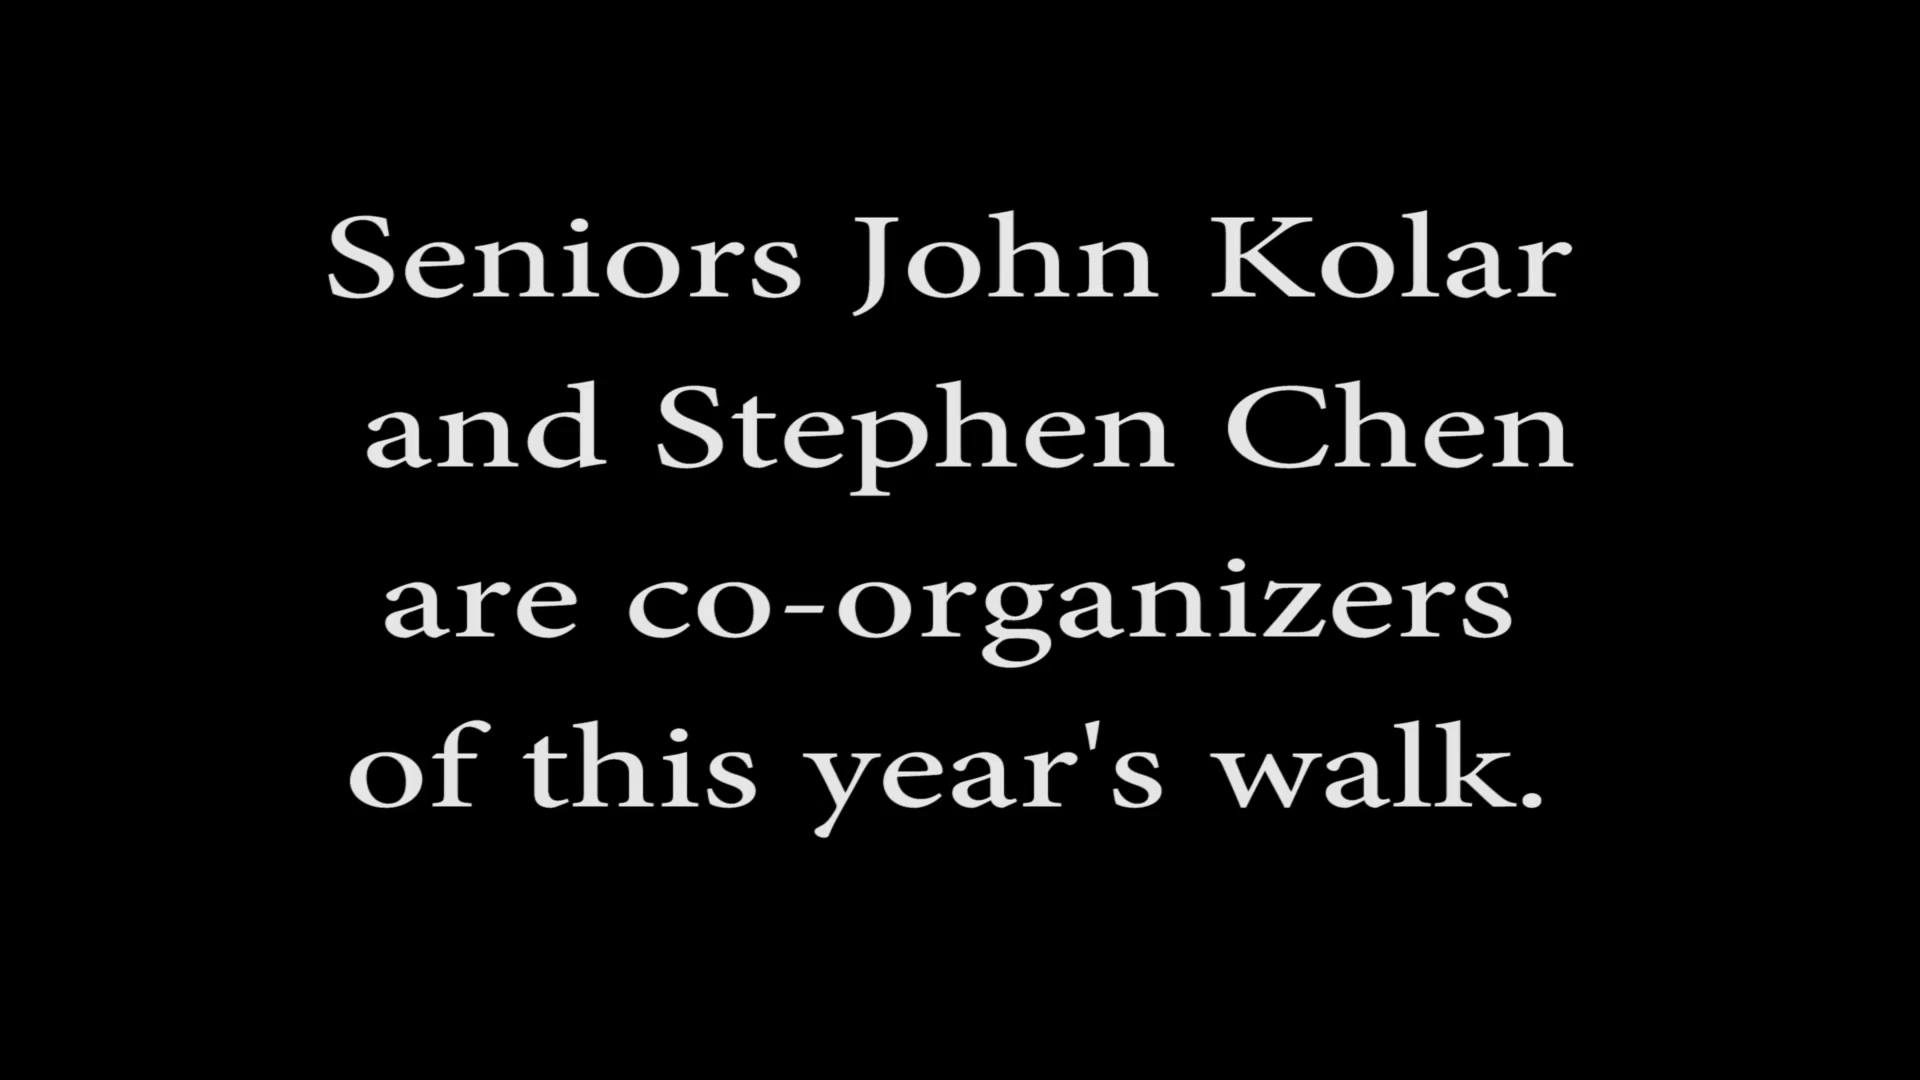 Seniors John Kolar
and Stephen Chen
are co-organizers
of this year's walk.